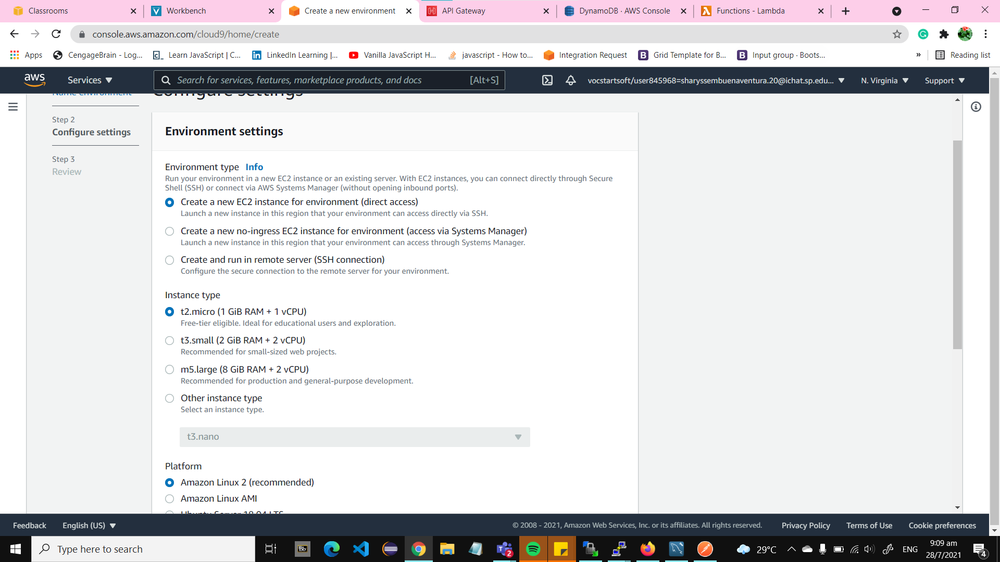 Classrooms
Workbench
Create a new environment
API Gateway
DynamoDB · AWS Console
Functions - Lambda
console.aws.amazon.com/cloud9/home/create
Apps
CengageBrain - Log...
Learn JavaScript | C...
LinkedIn Learning |...
Vanilla JavaScript H...
javascript - How to...
Integration Request
Grid Template for B...
Input group · Boots...
»
Reading list
aws
Services
Search for services, features, marketplace products, and docs
[Alt+S]
vocstartsoft/user845968=sharyssembuenaventura.20@ichat.sp.edu...
N. Virginia
Support
Name environment
Configure settings
Step 2
Configure settings
Step 3
Review
Environment settings
Environment type Info
Run your environment in a new EC2 instance or an existing server. With EC2 instances, you can connect directly through Secure
Shell (SSH) or connect via AWS Systems Manager (without opening inbound ports).
Create a new EC2 instance for environment (direct access)
Launch a new instance in this region that your environment can access directly via SSH.
Create a new no-ingress EC2 instance for environment (access via Systems Manager)
Launch a new instance in this region that your environment can access through Systems Manager.
Create and run in remote server (SSH connection)
Configure the secure connection to the remote server for your environment.
Instance type
t2.micro (1 GiB RAM + 1 vCPU)
Free-tier eligible. Ideal for educational users and exploration.
t3.small (2 GiB RAM + 2 vCPU)
Recommended for small-sized web projects.
m5.large (8 GiB RAM + 2 vCPU)
Recommended for production and general-purpose development.
Other instance type
Select an instance type.
t3.nano
Platform
Amazon Linux 2 (recommended)
Amazon Linux AMI
Ubuntu Server 18.04 LTS
Feedback
English (US)
© 2008 - 2021, Amazon Web Services, Inc. or its affiliates. All rights reserved.
Privacy Policy
Terms of Use
Cookie preferences
Type here to search
Bb
2
29°C
ENG
9:09 am
28/7/2021
4